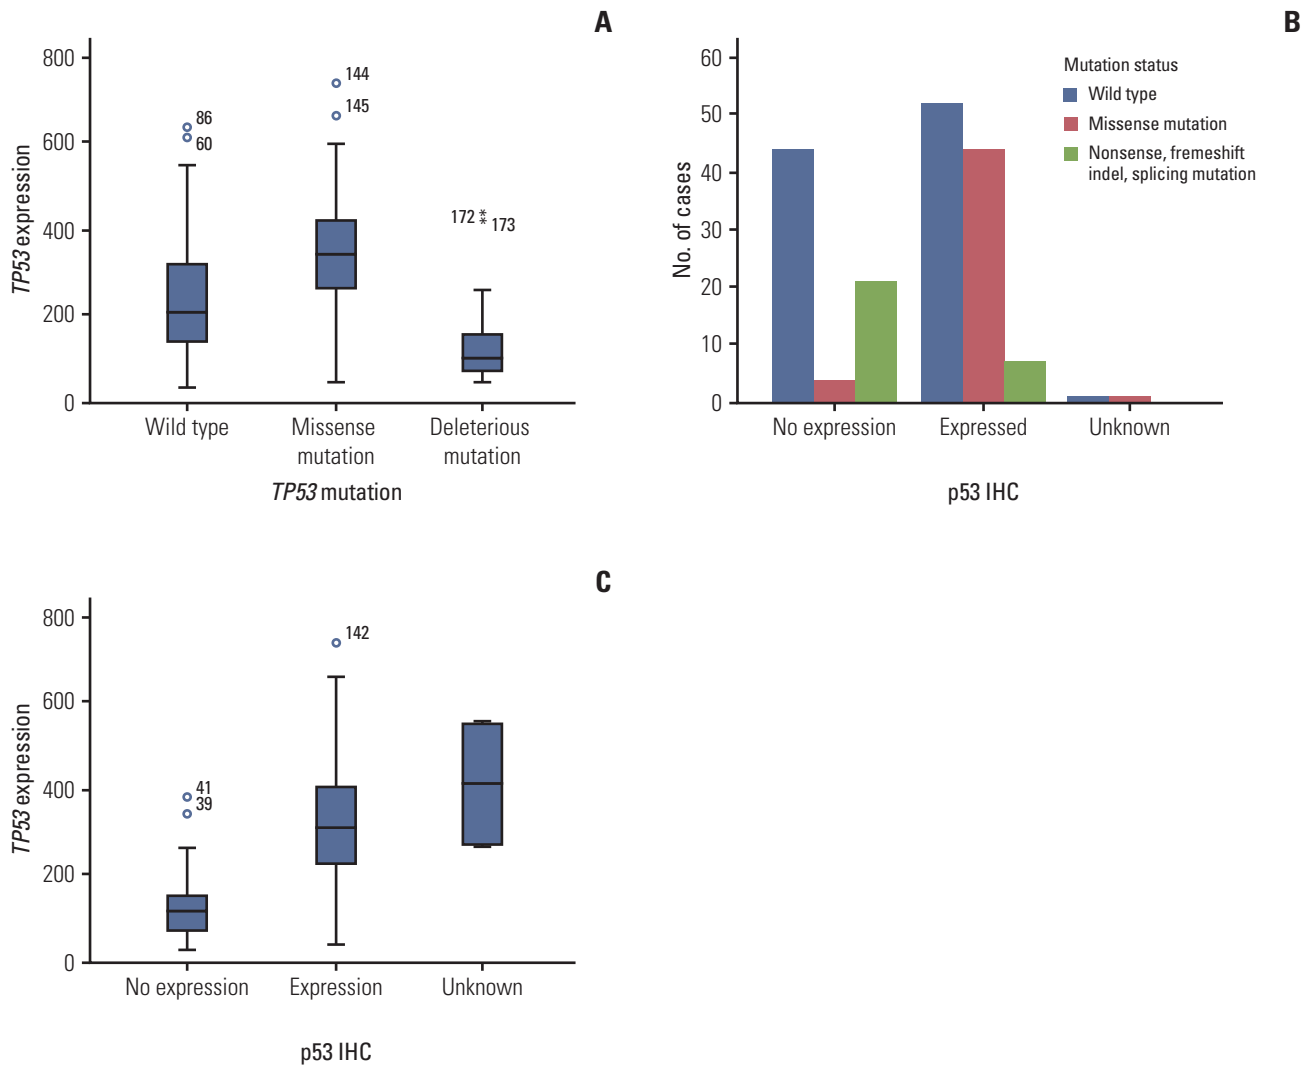 A
800
600
400
200
0
TP53 expression
86
60
144
145
172 ** 173
Wild type
Missense
mutation
Deleterious
mutation
TP53 mutation
B
60
50
40
30
20
10
0
No. of cases
Mutation status
Wild type
Missense mutation
Nonsense, fremeshift
indel, splicing mutation
No expression
Expressed
Unknown
p53 IHC
C
800
600
400
200
0
TP53 expression
41
39
142
No expression
Expression
Unknown
p53 IHC